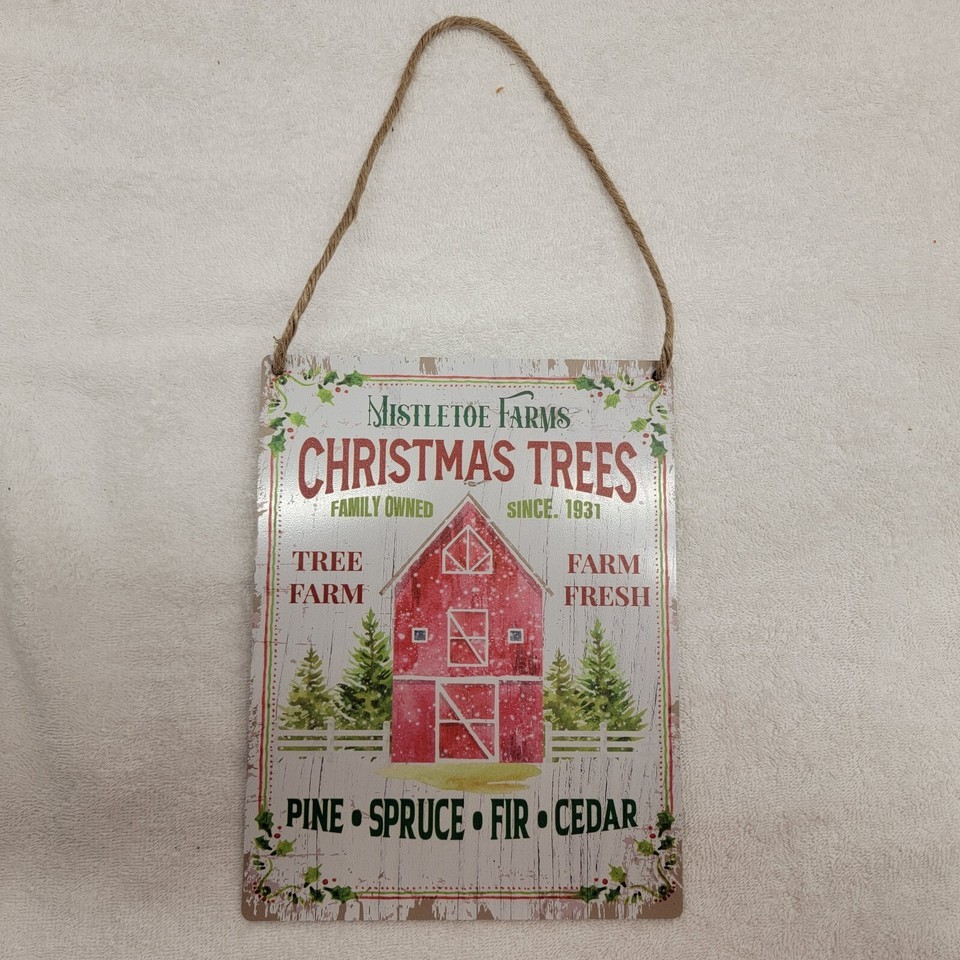 MISTLETOE FARMS
CHRISTMAS TREES
FAMILY OWNED SINCE. 1931
TREE FARM
FARM FRESH
PINE • SPRUCE • FIR • CEDAR